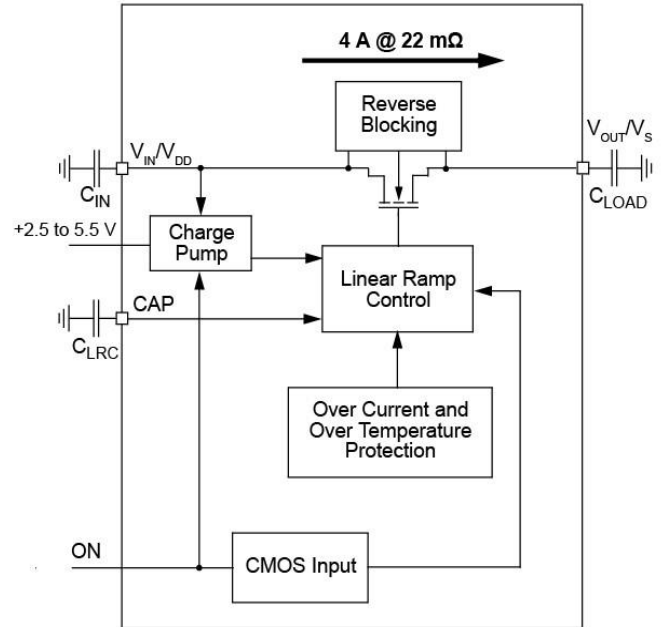 4 A @ 22 mΩ
Reverse
Blocking
V_IN/V_DD
V_OUT/V_S
C_IN
C_LOAD
+2.5 to 5.5 V
Charge
Pump
Linear Ramp
Control
CAP
C_LRC
Over Current and
Over Temperature
Protection
ON
CMOS Input